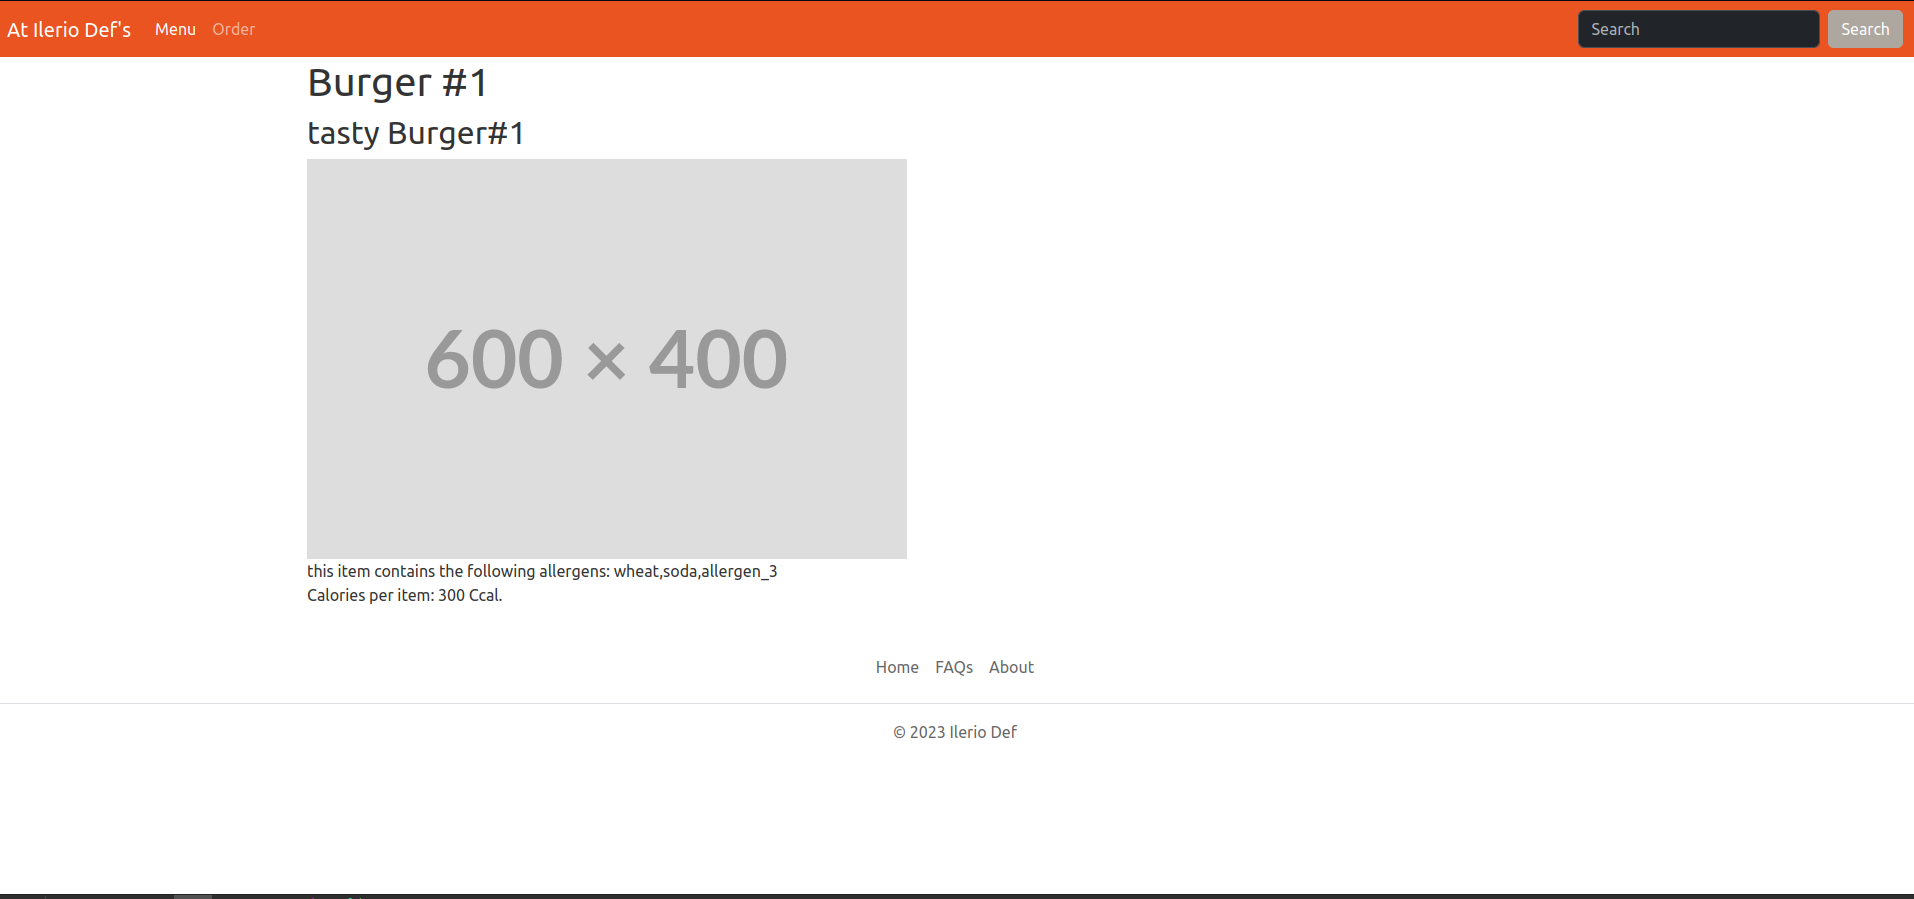 At Ilerio Def's Menu Order Search Search
Burger #1
tasty Burger#1
600 × 400
this item contains the following allergens: wheat,soda,allergen_3
Calories per item: 300 Ccal.
Home FAQs About
© 2023 Ilerio Def